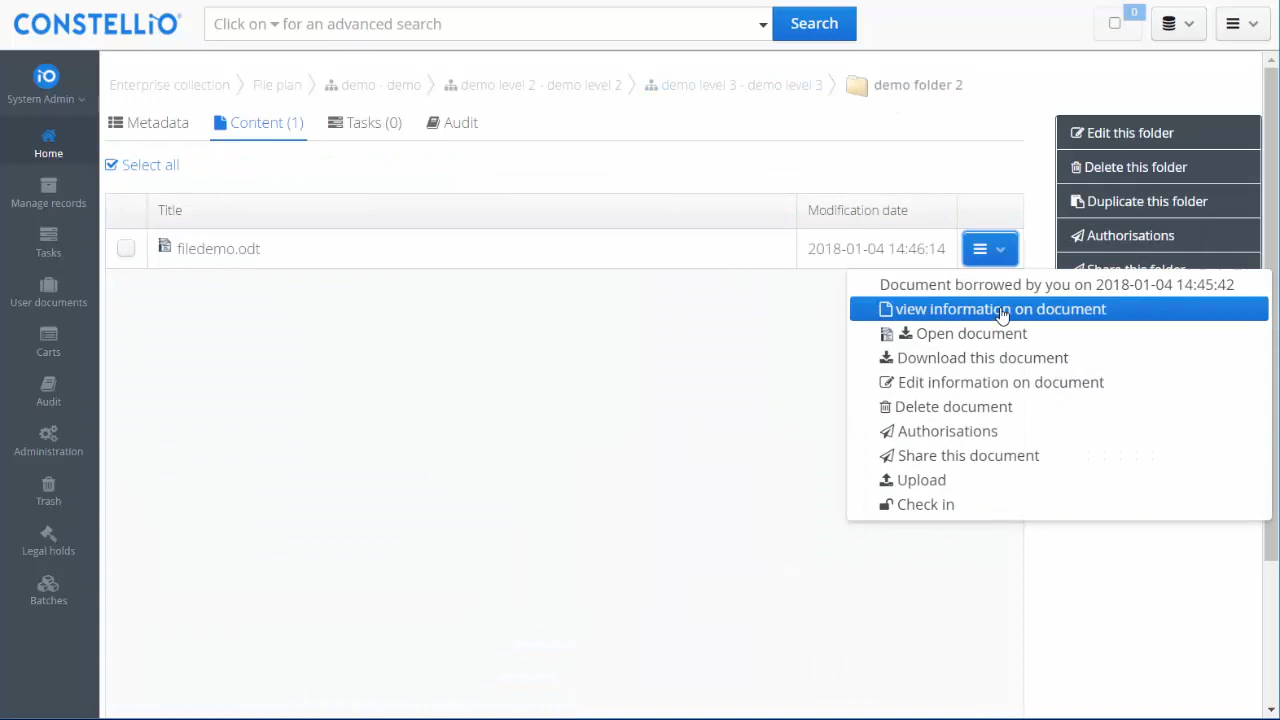 CONSTELLIO
Click on for an advanced search
Search
0
System Admin
Home
Manage records
Tasks
User documents
Carts
Audit
Administration
Trash
Legal holds
Batches
Enterprise collection
File plan
demo - demo
demo level 2 - demo level 2
demo level 3 - demo level 3
demo folder 2
Metadata
Content (1)
Tasks (0)
Audit
Select all
Title
Modification date
filedemo.odt
2018-01-04 14:46:14
Edit this folder
Delete this folder
Duplicate this folder
Authorisations
Share this folder
Document borrowed by you on 2018-01-04 14:45:42
view information on document
Open document
Download this document
Edit information on document
Delete document
Authorisations
Share this document
Upload
Check in